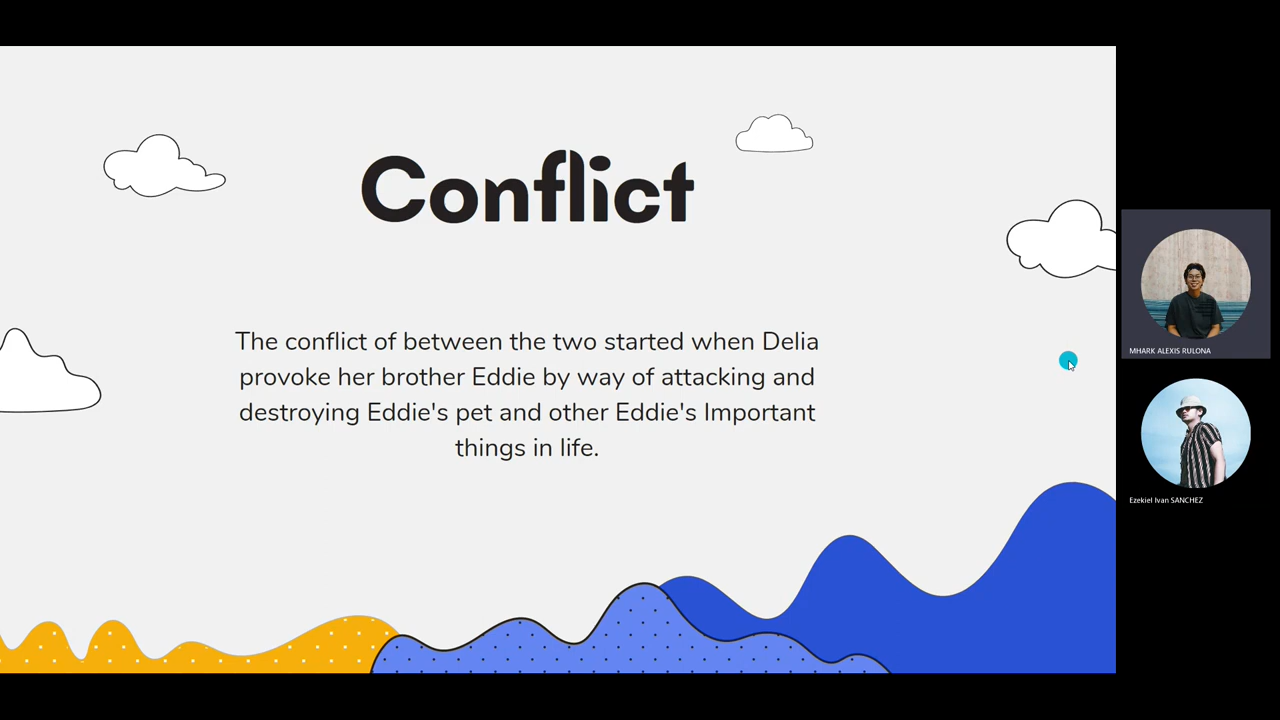 Conflict
The conflict of between the two started when Delia
provoke her brother Eddie by way of attacking and
destroying Eddie's pet and other Eddie's Important
things in life.
MHARK ALEXIS RULONA
Ezekiel Ivan SANCHEZ